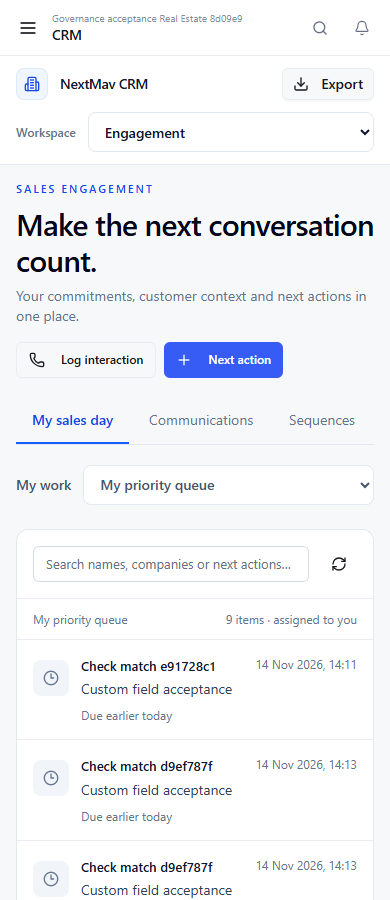 Governance acceptance Real Estate 8d09e9
CRM
NextMav CRM
Export
Workspace
Engagement
SALES ENGAGEMENT
Make the next conversation
count.
Your commitments, customer context and next actions in
one place.
Log interaction
Next action
My sales day
Communications
Sequences
My work
My priority queue
Search names, companies or next actions...
My priority queue
9 items · assigned to you
Check match e91728c1
14 Nov 2026, 14:11
Custom field acceptance
Due earlier today
Check match d9ef787f
14 Nov 2026, 14:13
Custom field acceptance
Due earlier today
Check match d9ef787f
14 Nov 2026, 14:13
Custom field acceptance